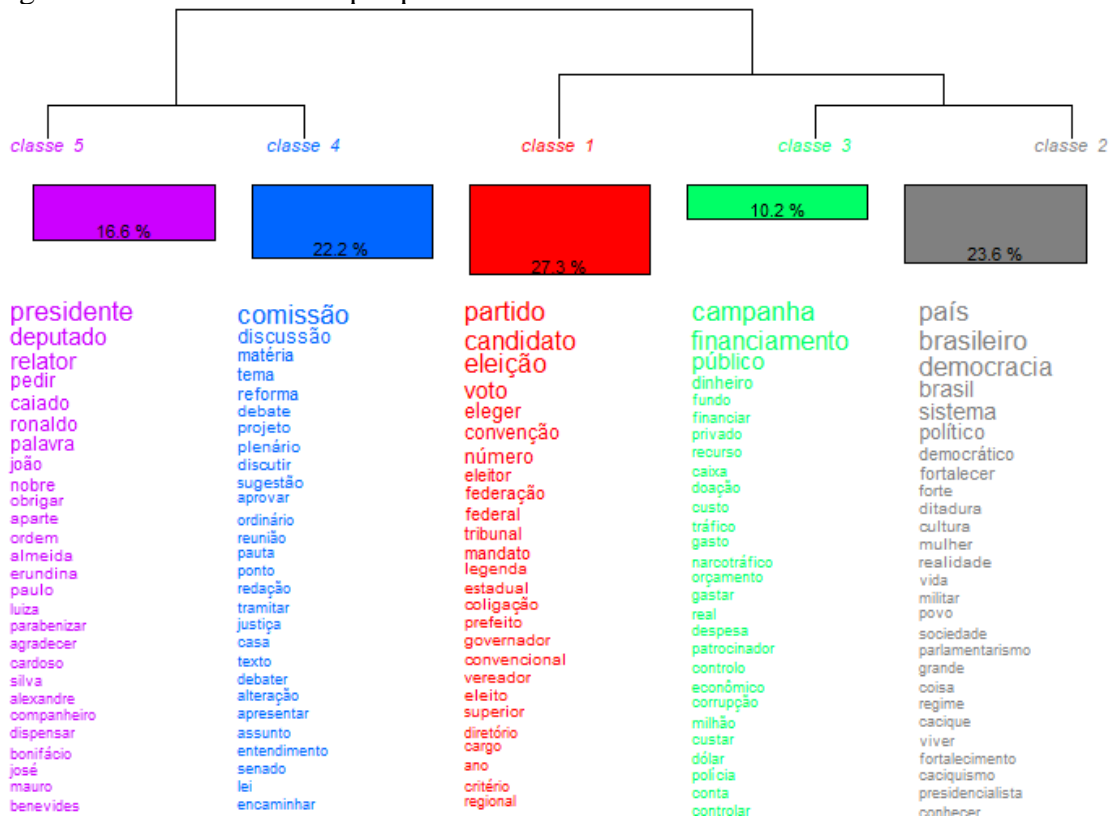 classe 5
classe 4
classe 1
classe 3
classe 2
16.6 %
22.2 %
27.3 %
10.2 %
23.6 %
presidente
deputado
relator
pedir
caiado
ronaldo
palavra
joão
nobre
obrigar
aparte
ordem
almeida
erundina
paulo
luiza
parabenizar
agradecer
cardoso
silva
alexandre
companheiro
dispensar
bonifácio
josé
mauro
benevides
comissão
discussão
matéria
tema
reforma
debate
projeto
plenário
discutir
sugestão
aprovar
ordinário
reunião
pauta
ponto
redação
tramitar
justiça
casa
texto
debater
alteração
apresentar
assunto
entendimento
senado
lei
encaminhar
partido
candidato
eleição
voto
eleger
convenção
número
eleitor
federação
federal
tribunal
mandato
legenda
estadual
coligação
prefeito
governador
convencional
vereador
eleito
superior
diretório
cargo
ano
critério
regional
campanha
financiamento
público
dinheiro
fundo
financiar
privado
recurso
caixa
doação
custo
tráfico
gasto
narcotráfico
orçamento
gastar
real
despesa
patrocinador
controlo
econômico
corrupção
milhão
custar
dólar
polícia
conta
controlar
país
brasileiro
democracia
brasil
sistema
político
democrático
fortalecer
forte
ditadura
cultura
mulher
realidade
vida
militar
povo
sociedade
parlamentarismo
grande
coisa
regime
cacique
viver
fortalecimento
caciquismo
presidencialista
conhecer